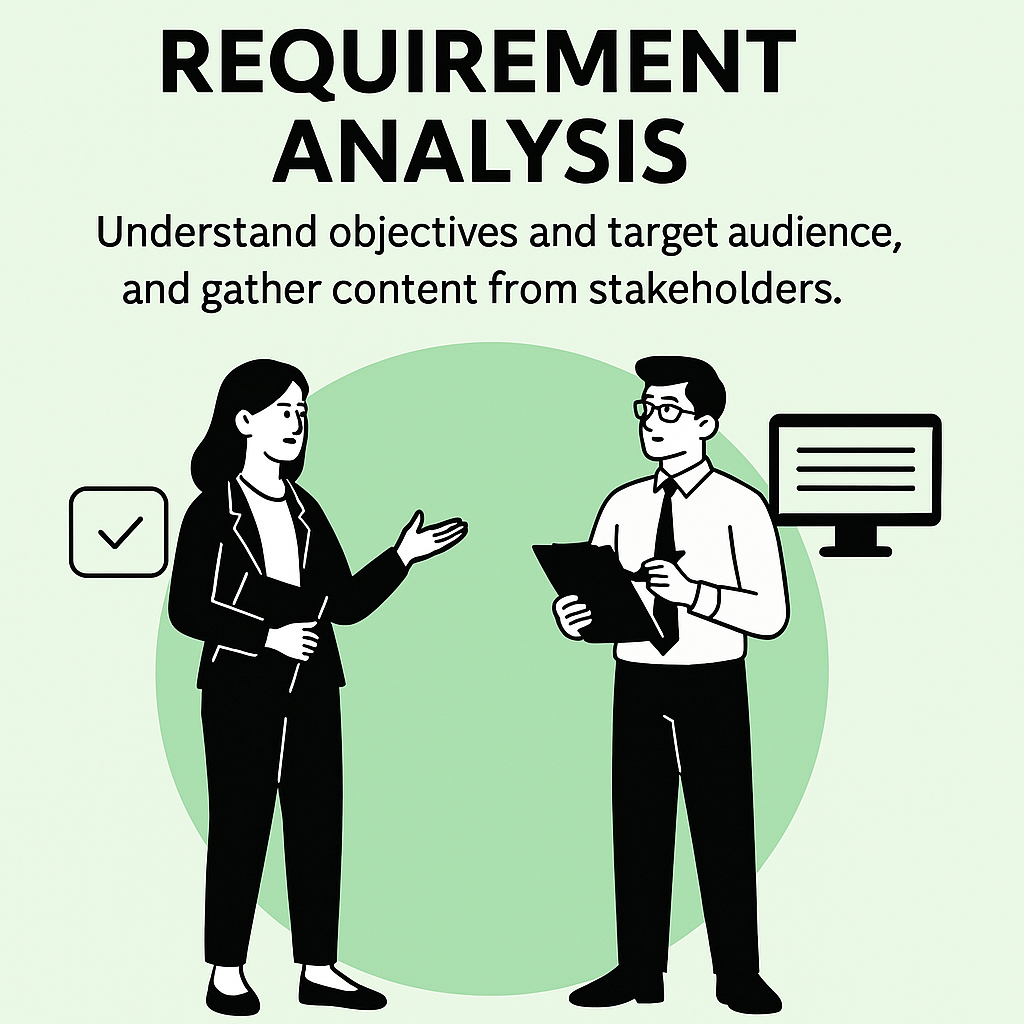 REQUIREMENT
ANALYSIS
Understand objectives and target audience,
and gather content from stakeholders.